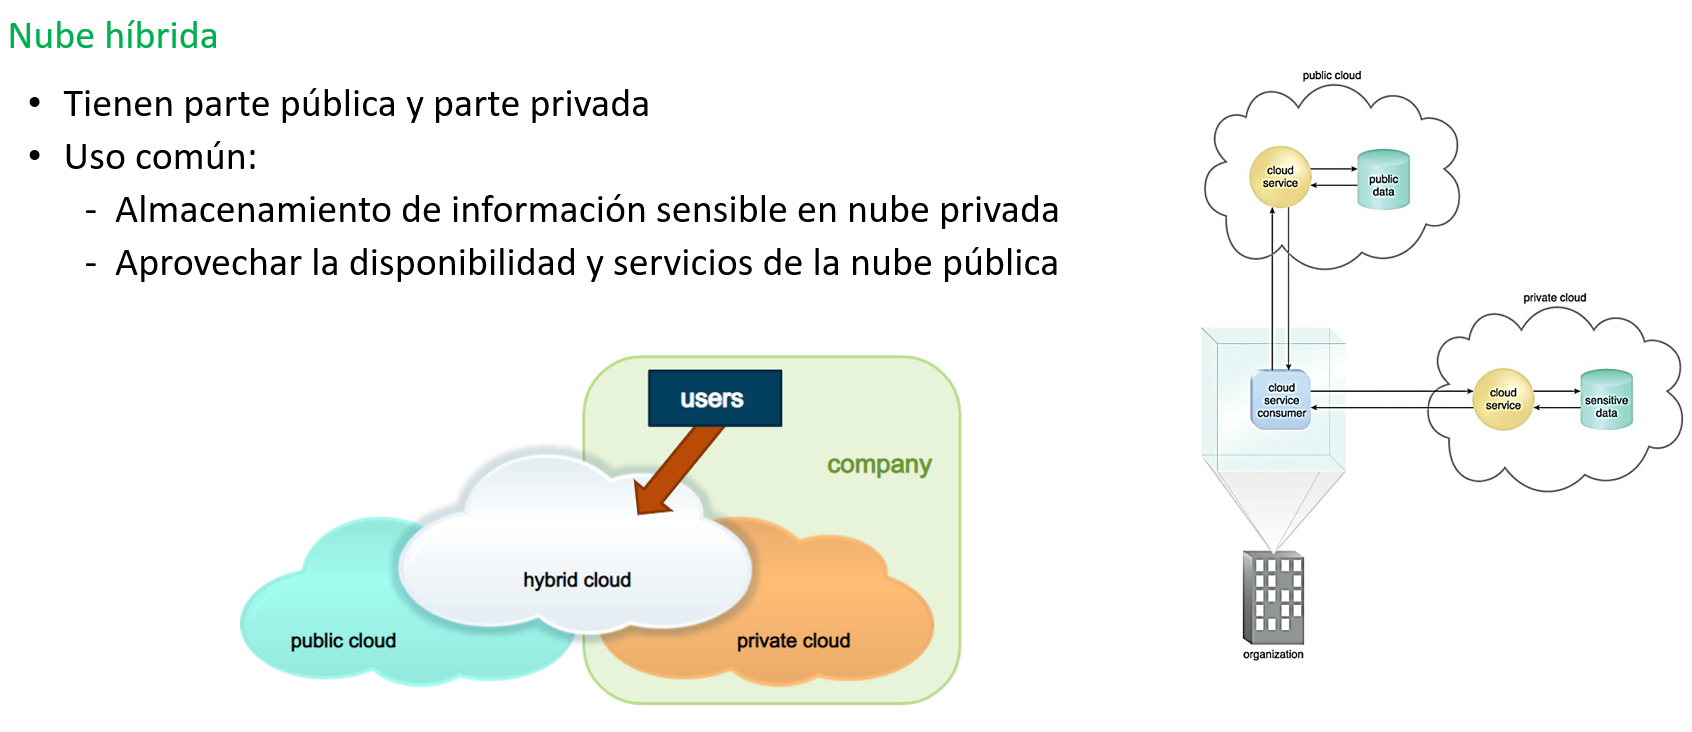 Nube híbrida
• Tienen parte pública y parte privada
• Uso común:
- Almacenamiento de información sensible en nube privada
- Aprovechar la disponibilidad y servicios de la nube pública
users
company
hybrid cloud
public cloud
private cloud
public cloud
cloud
service
public
data
private cloud
cloud
service
consumer
cloud
service
sensitive
data
organization